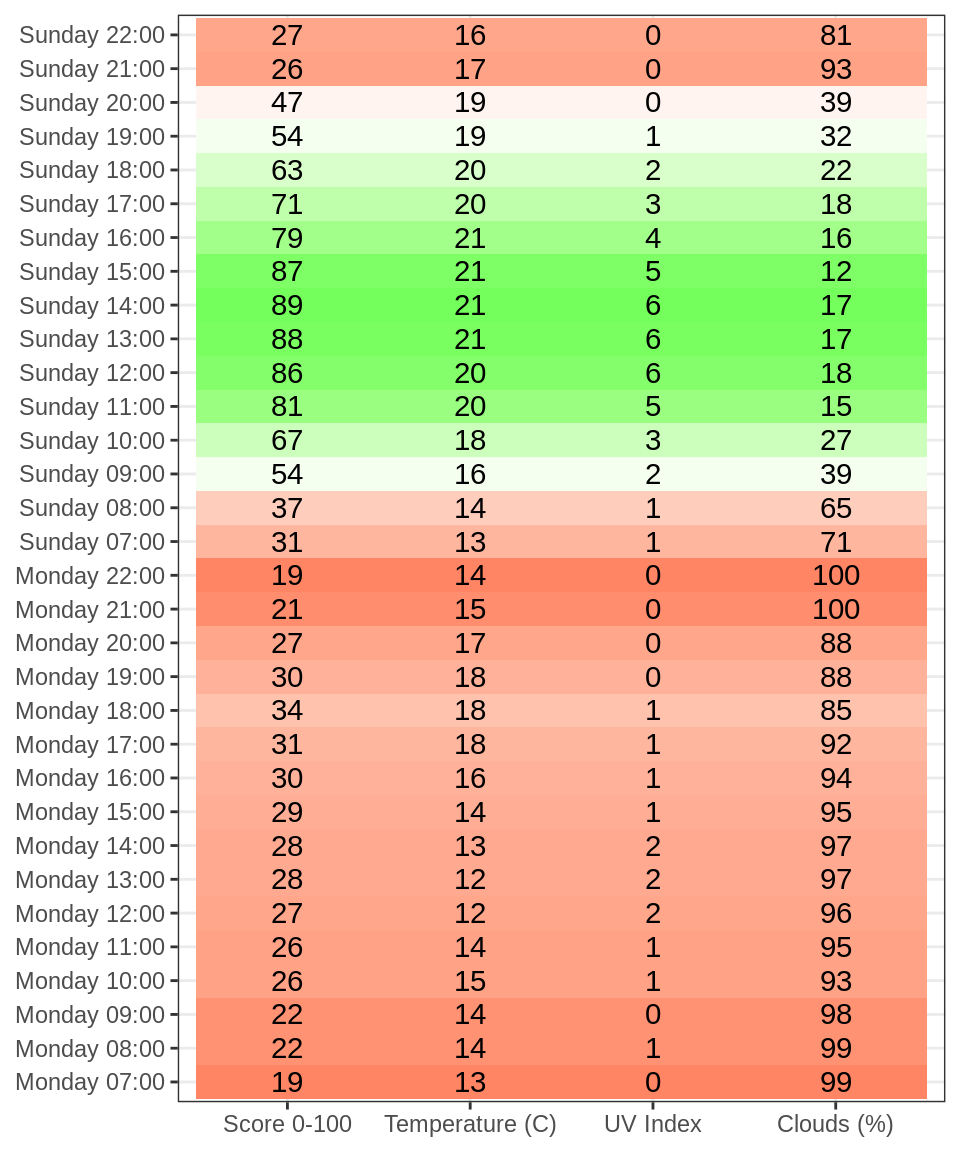 Sunday 22:00 27 16 0 81
Sunday 21:00 26 17 0 93
Sunday 20:00 47 19 0 39
Sunday 19:00 54 19 1 32
Sunday 18:00 63 20 2 22
Sunday 17:00 71 20 3 18
Sunday 16:00 79 21 4 16
Sunday 15:00 87 21 5 12
Sunday 14:00 89 21 6 17
Sunday 13:00 88 21 6 17
Sunday 12:00 86 20 6 18
Sunday 11:00 81 20 5 15
Sunday 10:00 67 18 3 27
Sunday 09:00 54 16 2 39
Sunday 08:00 37 14 1 65
Sunday 07:00 31 13 1 71
Monday 22:00 19 14 0 100
Monday 21:00 21 15 0 100
Monday 20:00 27 17 0 88
Monday 19:00 30 18 0 88
Monday 18:00 34 18 1 85
Monday 17:00 31 18 1 92
Monday 16:00 30 16 1 94
Monday 15:00 29 14 1 95
Monday 14:00 28 13 2 97
Monday 13:00 28 12 2 97
Monday 12:00 27 12 2 96
Monday 11:00 26 14 1 95
Monday 10:00 26 15 1 93
Monday 09:00 22 14 0 98
Monday 08:00 22 14 1 99
Monday 07:00 19 13 0 99
Score 0-100 Temperature (C) UV Index Clouds (%)